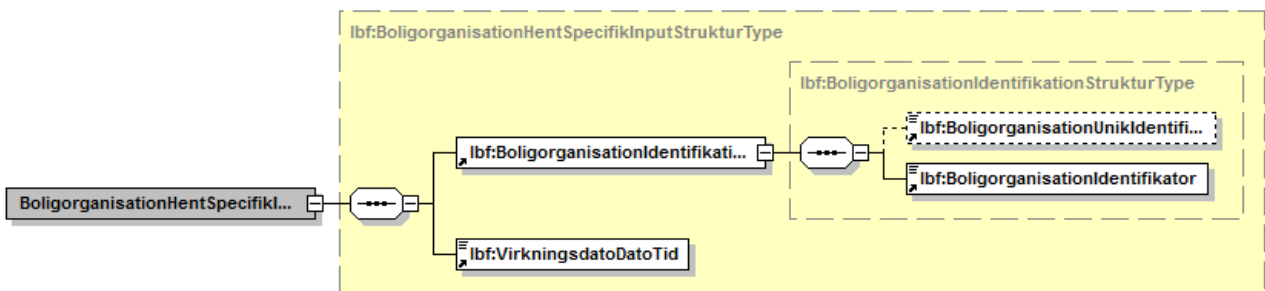 lbf:BoligorganisationHentSpecifikInputStrukturType
lbf:BoligorganisationIdentifikationStrukturType
lbf:BoligorganisationUnikIdentifi...
lbf:BoligorganisationIdentifikati...
lbf:BoligorganisationIdentifikator
BoligorganisationHentSpecifikI...
lbf:VirkningsdatoDatoTid